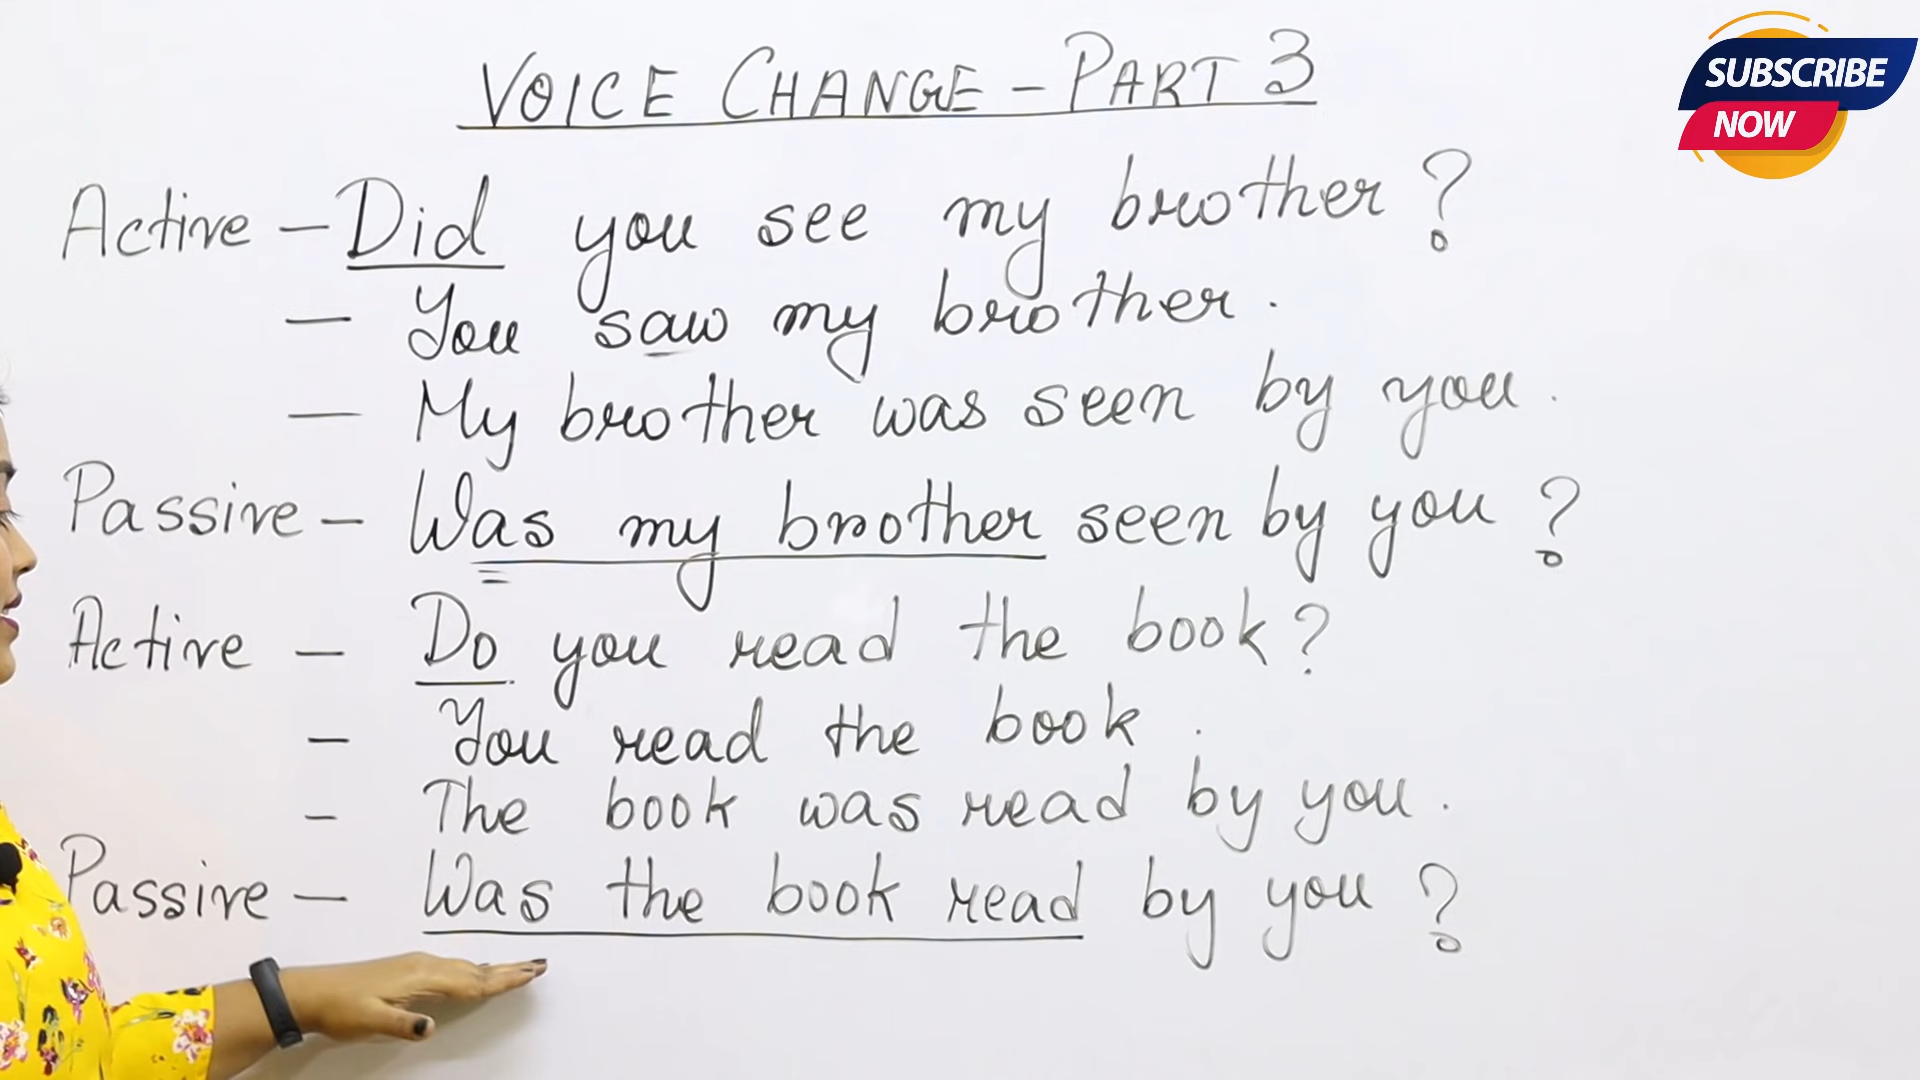 VOICE CHANGE - PART 3
SUBSCRIBE
NOW
Active - Did you see my brother?
- You saw my brother.
- My brother was seen by you.
Passive - Was my brother seen by you?
Active - Do you read the book?
- You read the book.
- The book was read by you.
Passive - Was the book read by you?